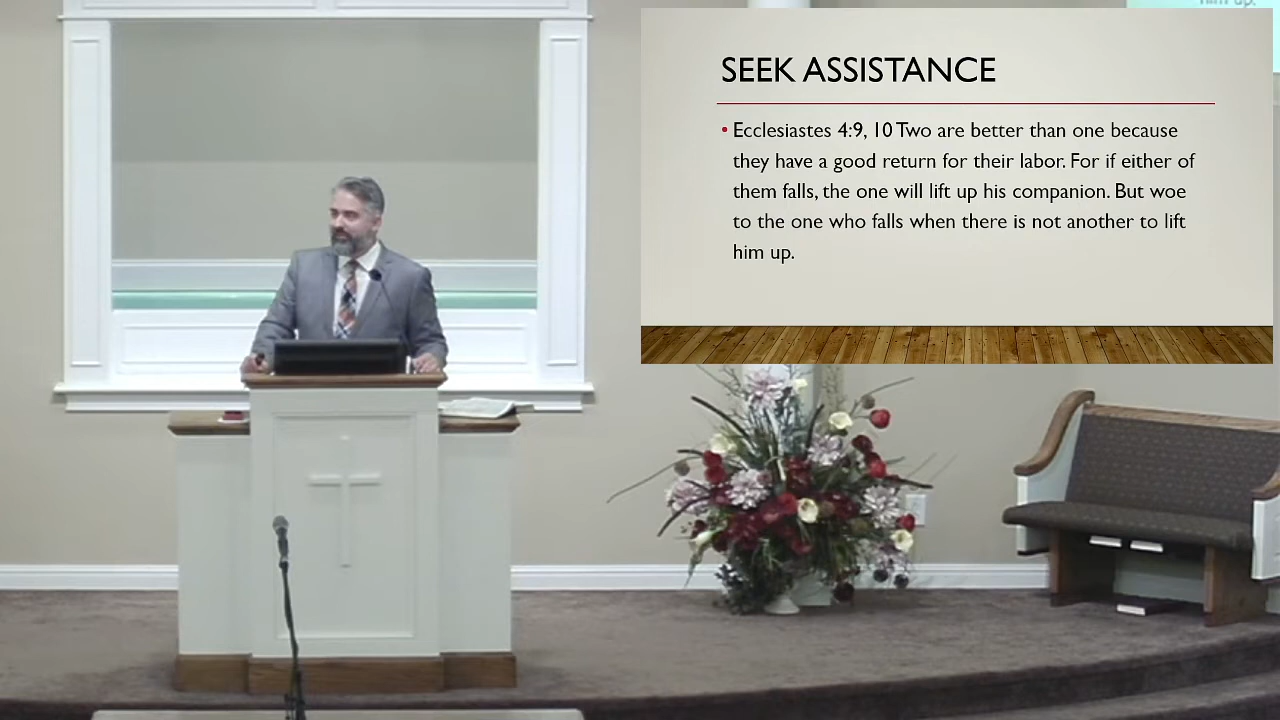 him up.
SEEK ASSISTANCE
• Ecclesiastes 4:9, 10 Two are better than one because
they have a good return for their labor. For if either of
them falls, the one will lift up his companion. But woe
to the one who falls when there is not another to lift
him up.